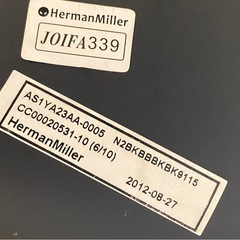 HermanMiller
JOIFA339
AS1YA23AA-0005 N2BKBBBKBK9115
CC00020531-10 (6/10)
HermanMiller 2012-08-27